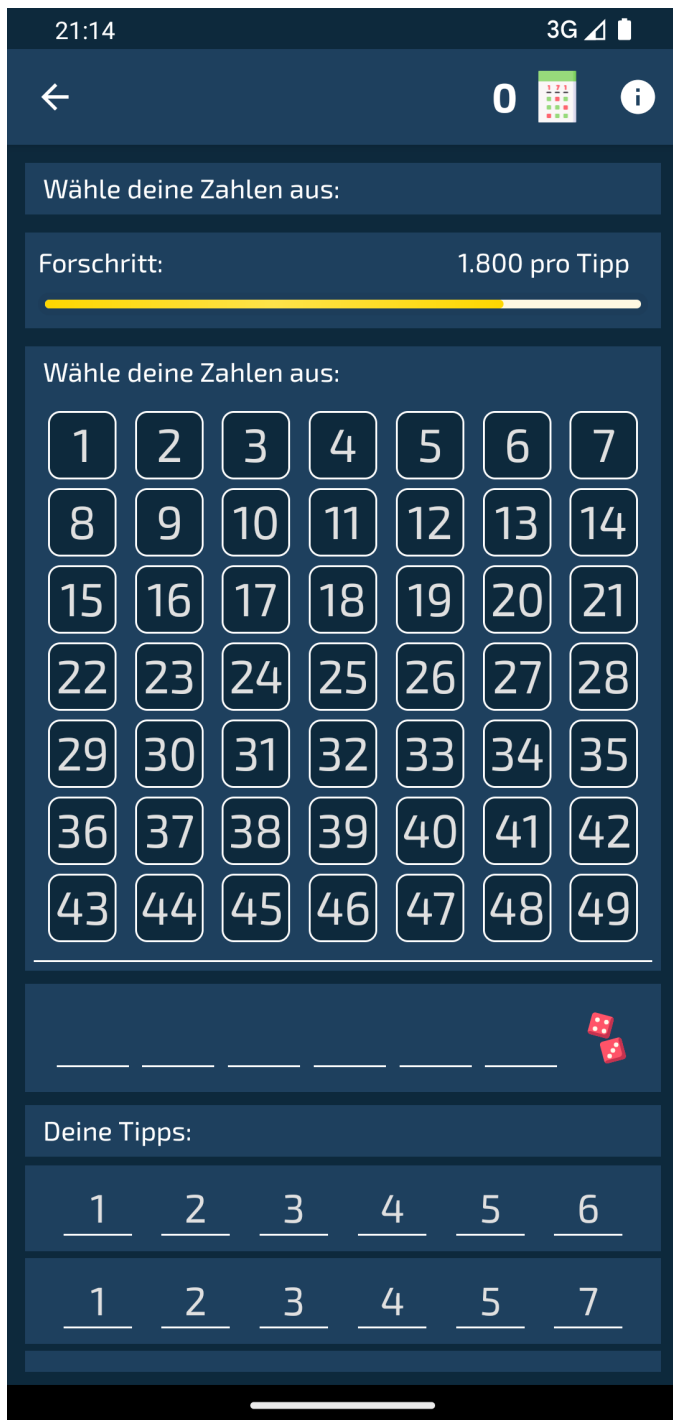 21:14 3G
0
Wähle deine Zahlen aus:
Forschritt: 1.800 pro Tipp
Wähle deine Zahlen aus:
1 2 3 4 5 6 7
8 9 10 11 12 13 14
15 16 17 18 19 20 21
22 23 24 25 26 27 28
29 30 31 32 33 34 35
36 37 38 39 40 41 42
43 44 45 46 47 48 49
Deine Tipps:
1 2 3 4 5 6
1 2 3 4 5 7